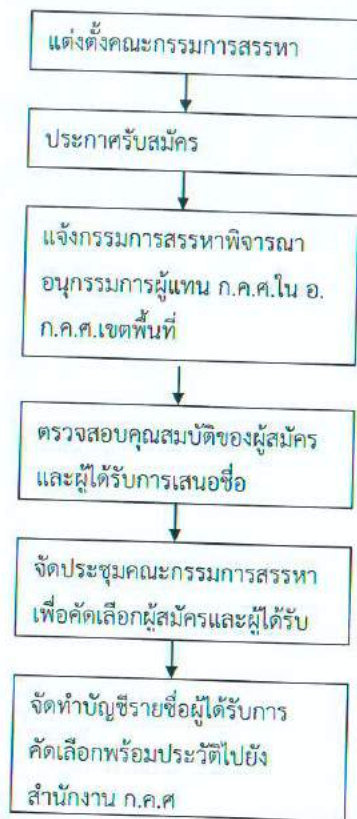 แต่งตั้งคณะกรรมการสรรหา
ประกาศรับสมัคร
แจ้งกรรมการสรรหาพิจารณา
อนุกรรมการผู้แทน ก.ค.ศ.ใน อ.
ก.ค.ศ.เขตพื้นที่
ตรวจสอบคุณสมบัติของผู้สมัคร
และผู้ได้รับการเสนอชื่อ
จัดประชุมคณะกรรมการสรรหา
เพื่อคัดเลือกผู้สมัครและผู้ได้รับ
จัดทำบัญชีรายชื่อผู้ได้รับการ
คัดเลือกพร้อมประวัติไปยัง
สำนักงาน ก.ค.ศ